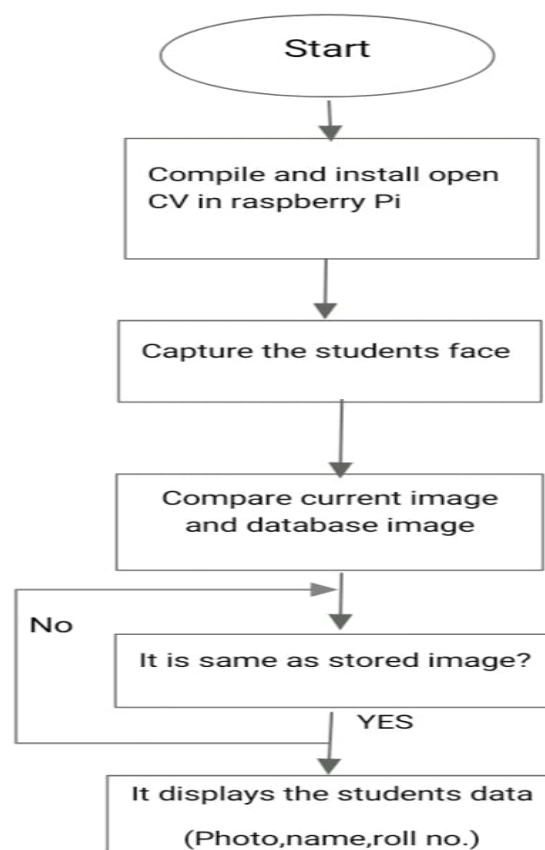 Start
Compile and install open
CV in raspberry Pi
Capture the students face
Compare current image
and database image
No
It is same as stored image?
YES
It displays the students data
(Photo,name,roll no.)